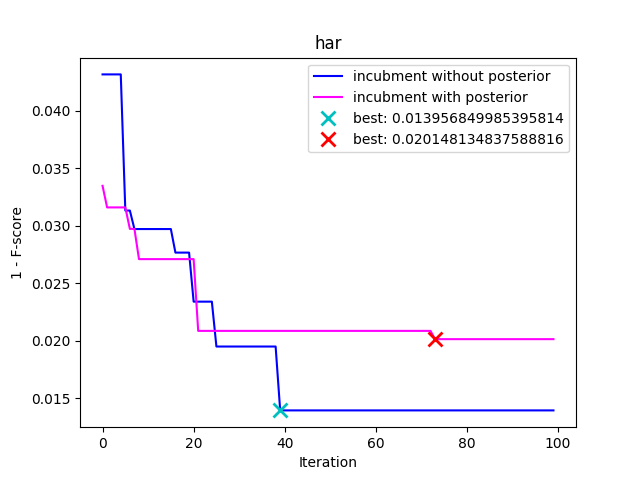 har
incubment without posterior
incubment with posterior
best: 0.013956849985395814
best: 0.020148134837588816
0.040
0.035
0.030
0.025
0.020
0.015
1 - F-score
0
20
40
60
80
100
Iteration